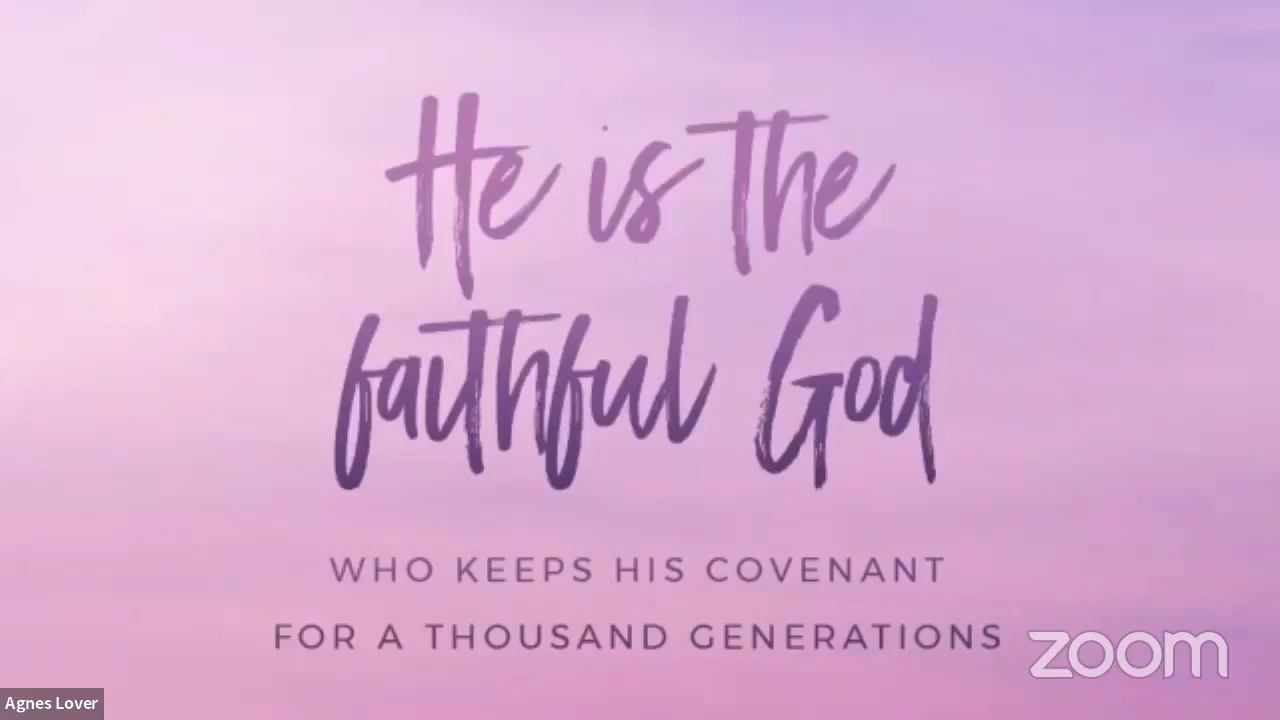 He is the
faithful God
WHO KEEPS HIS COVENANT
FOR A THOUSAND GENERATIONS
zoom
Agnes Lover